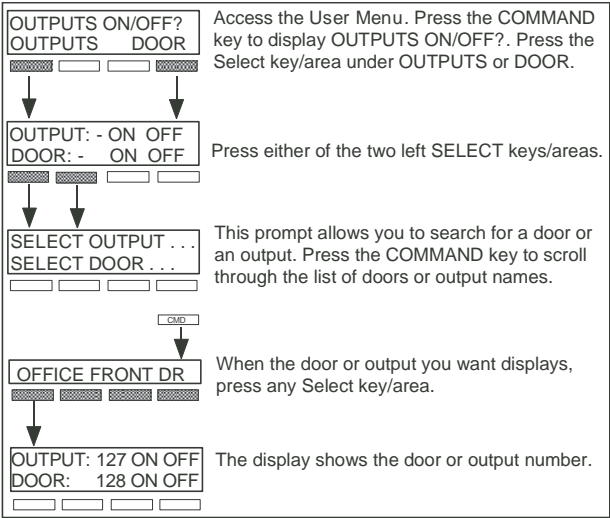 OUTPUTS ON/OFF?
OUTPUTS DOOR
Access the User Menu. Press the COMMAND
key to display OUTPUTS ON/OFF?. Press the
Select key/area under OUTPUTS or DOOR.
OUTPUT: - ON OFF
DOOR: - ON OFF
Press either of the two left SELECT keys/areas.
SELECT OUTPUT . . .
SELECT DOOR . . .
This prompt allows you to search for a door or
an output. Press the COMMAND key to scroll
through the list of doors or output names.
CMD
OFFICE FRONT DR
When the door or output you want displays,
press any Select key/area.
OUTPUT: 127 ON OFF
DOOR: 128 ON OFF
The display shows the door or output number.